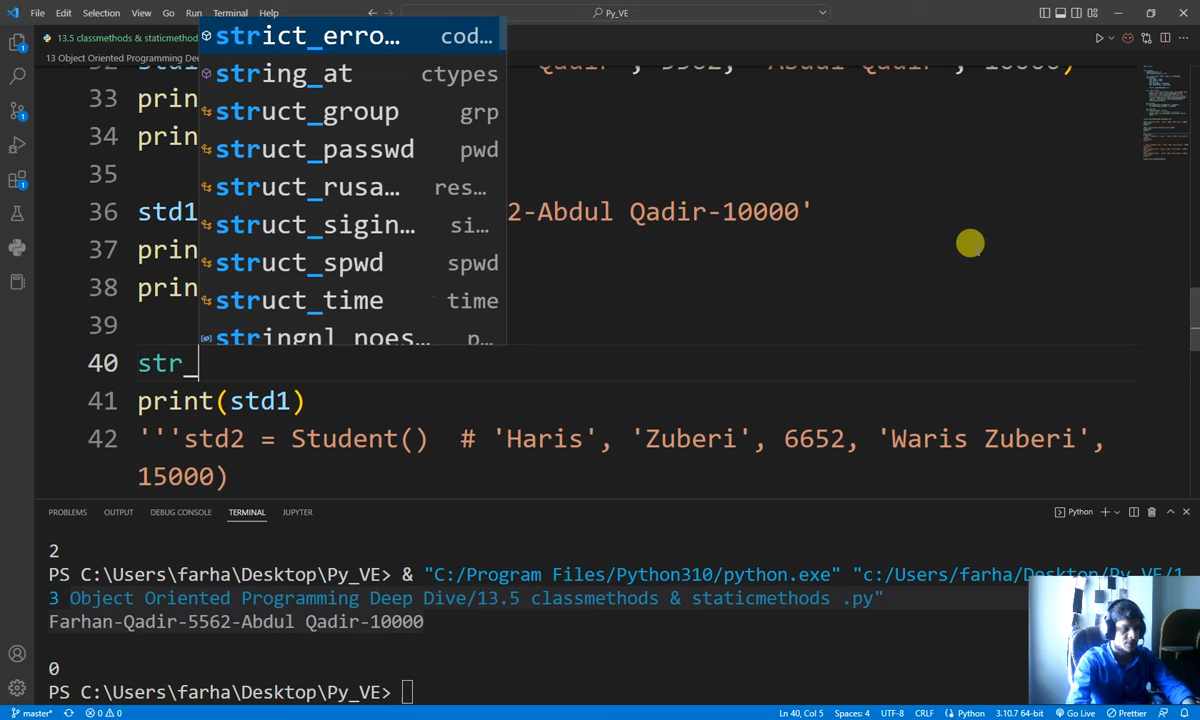 File Edit Selection View Go Run Terminal Help
Py_VE
13.5 classmethods & staticmethod
13 Object Oriented Programming De
strict_erro... cod...
string_at ctypes
struct_group grp
struct_passwd pwd
struct_rusa... res...
struct_sigin... si...
struct_spwd spwd
struct_time time
stringnl_noes... p...
33 prin
34 prin
35
36 std1 2-Abdul Qadir-10000'
37 prin
38 prin
39
40 str_
41 print(std1)
42 '''std2 = Student() # 'Haris', 'Zuberi', 6652, 'Waris Zuberi',
15000)
PROBLEMS OUTPUT DEBUG CONSOLE TERMINAL JUPYTER
Python
2
PS C:\Users\farha\Desktop\Py_VE> & "C:/Program Files/Python310/python.exe" "c:/Users/farha/Desktop/Py_VE/1
3 Object Oriented Programming Deep Dive/13.5 classmethods & staticmethods .py"
Farhan-Qadir-5562-Abdul Qadir-10000
0
PS C:\Users\farha\Desktop\Py_VE>
master* 0 0 Ln 40, Col 5 Spaces: 4 UTF-8 CRLF Python 3.10.7 64-bit Go Live Prettier